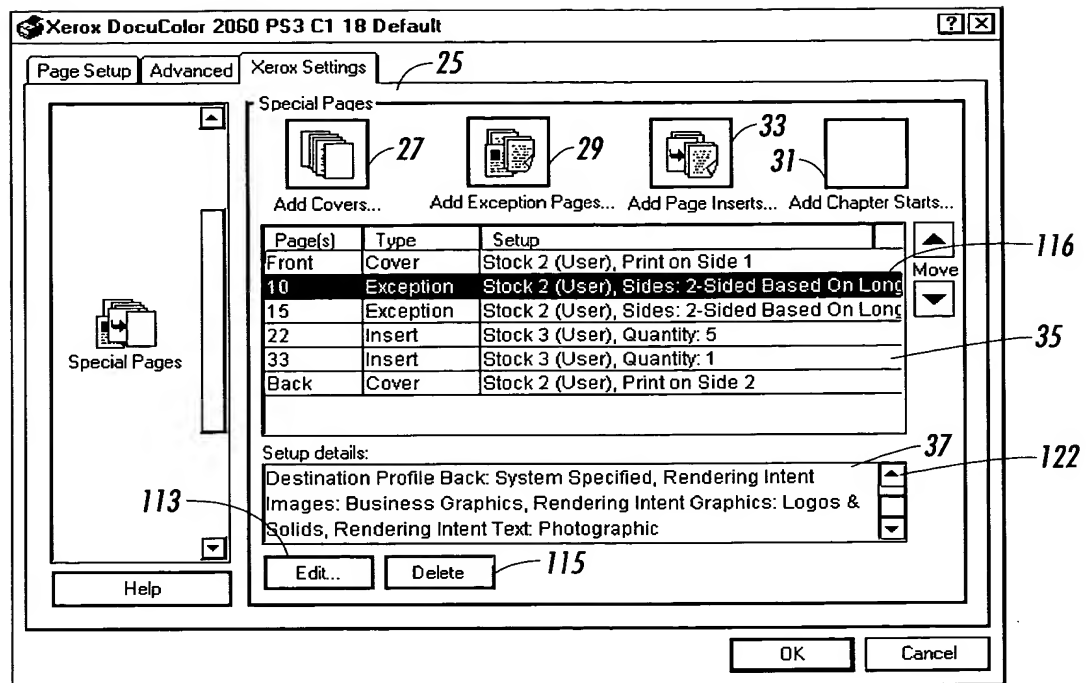 Xerox DocuColor 2060 PS3 C1 18 Default
Page Setup Advanced Xerox Settings 25
Special Pages
27 29 33 31
Add Covers... Add Exception Pages... Add Page Inserts... Add Chapter Starts...
Page(s) Type Setup
Front Cover Stock 2 (User), Print on Side 1
116
Move
10 Exception Stock 2 (User), Sides: 2-Sided Based On Long
15 Exception Stock 2 (User), Sides: 2-Sided Based On Long
22 Insert Stock 3 (User), Quantity: 5
33 Insert Stock 3 (User), Quantity: 1
35
Back Cover Stock 2 (User), Print on Side 2
Special Pages
Setup details:
37
122
Destination Profile Back: System Specified, Rendering Intent
Images: Business Graphics, Rendering Intent Graphics: Logos &
Solids, Rendering Intent Text: Photographic
113
Edit... Delete 115
Help
OK Cancel